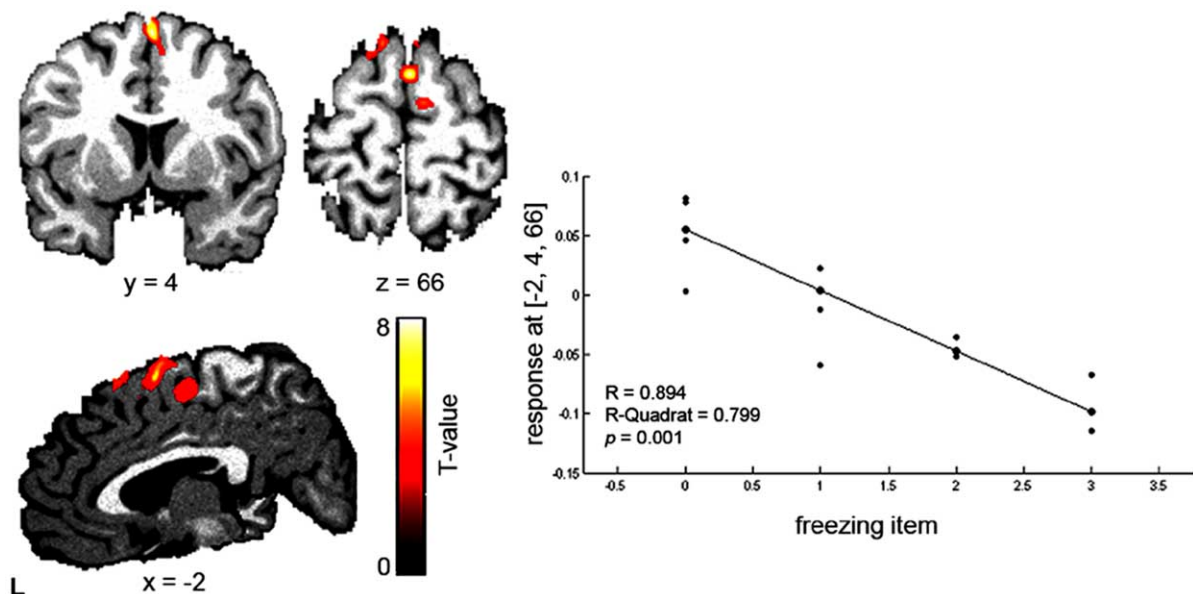 y = 4
z = 66
8
T-value
0
L
x = -2
response at [-2, 4, 66]
0.1
0.05
0
-0.05
-0.1
-0.15
R = 0.894
R-Quadrat = 0.799
p = 0.001
-0.5 0 0.5 1 1.5 2 2.5 3 3.5
freezing item